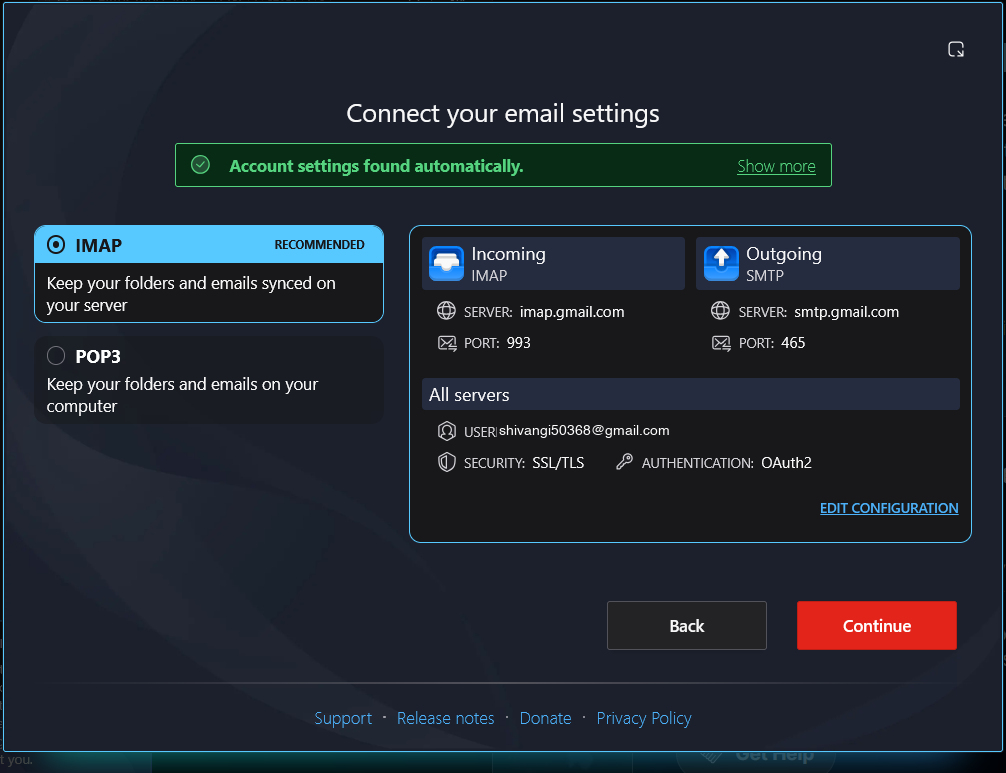 Connect your email settings
Account settings found automatically. Show more
IMAP RECOMMENDED
Keep your folders and emails synced on
your server
POP3
Keep your folders and emails on your
computer
Incoming
IMAP
SERVER: imap.gmail.com
PORT: 993
Outgoing
SMTP
SERVER: smtp.gmail.com
PORT: 465
All servers
USER shivangi50368@gmail.com
SECURITY: SSL/TLS AUTHENTICATION: OAuth2
EDIT CONFIGURATION
Back Continue
Support · Release notes · Donate · Privacy Policy
t you.
Get Help